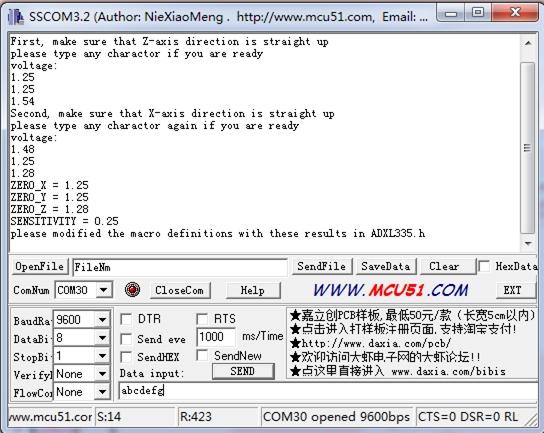 SSCOM3.2 (Author: NieXiaoMeng .  http://www.mcu51.com,  Email: ...
First, make sure that Z-axis direction is straight up
please type any charactor if you are ready
voltage:
1.25
1.25
1.54
Second, make sure that X-axis direction is straight up
please type any charactor again if you are ready
voltage:
1.48
1.25
1.28
ZERO_X = 1.25
ZERO_Y = 1.25
ZERO_Z = 1.28
SENSITIVITY = 0.25
please modified the macro definitions with these results in ADXL335.h
OpenFile FileNm SendFile SaveData Clear HexData
ComNum COM30 CloseCom Help WWW.MCU51.COM EXT
BaudRa 9600 DTR RTS
DataBi 8 Send eve 1000 ms/Time
StopBi 1 SendHEX SendNew
Verify None Data input: SEND
FlowCon None abcdefg
★嘉立创PCB样板,最低50元/款（长宽5cm以内）
★点击进入打样板注册页面,支持淘宝支付!
★http://www.daxia.com/pcb/
★欢迎访问大虾电子网的大虾论坛!!
★点这里直接进入 www.daxia.com/bibis
www.mcu51.cor S:14 R:423 COM30 opened 9600bps CTS=0 DSR=0 RL